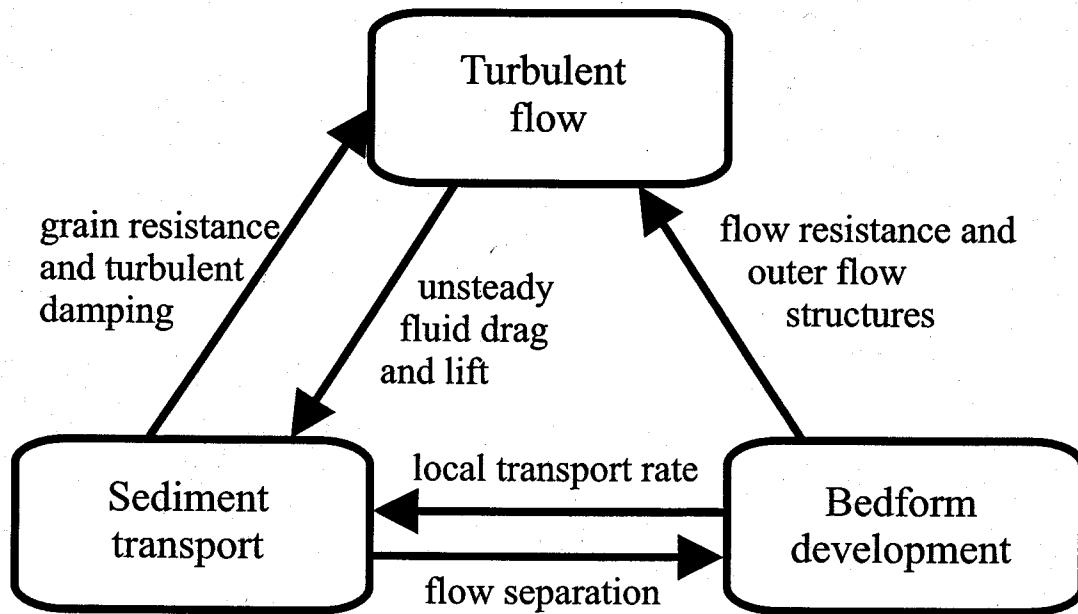 Turbulent
flow
grain resistance
and turbulent
damping
unsteady
fluid drag
and lift
flow resistance and
outer flow
structures
Sediment
transport
local transport rate
flow separation
Bedform
development